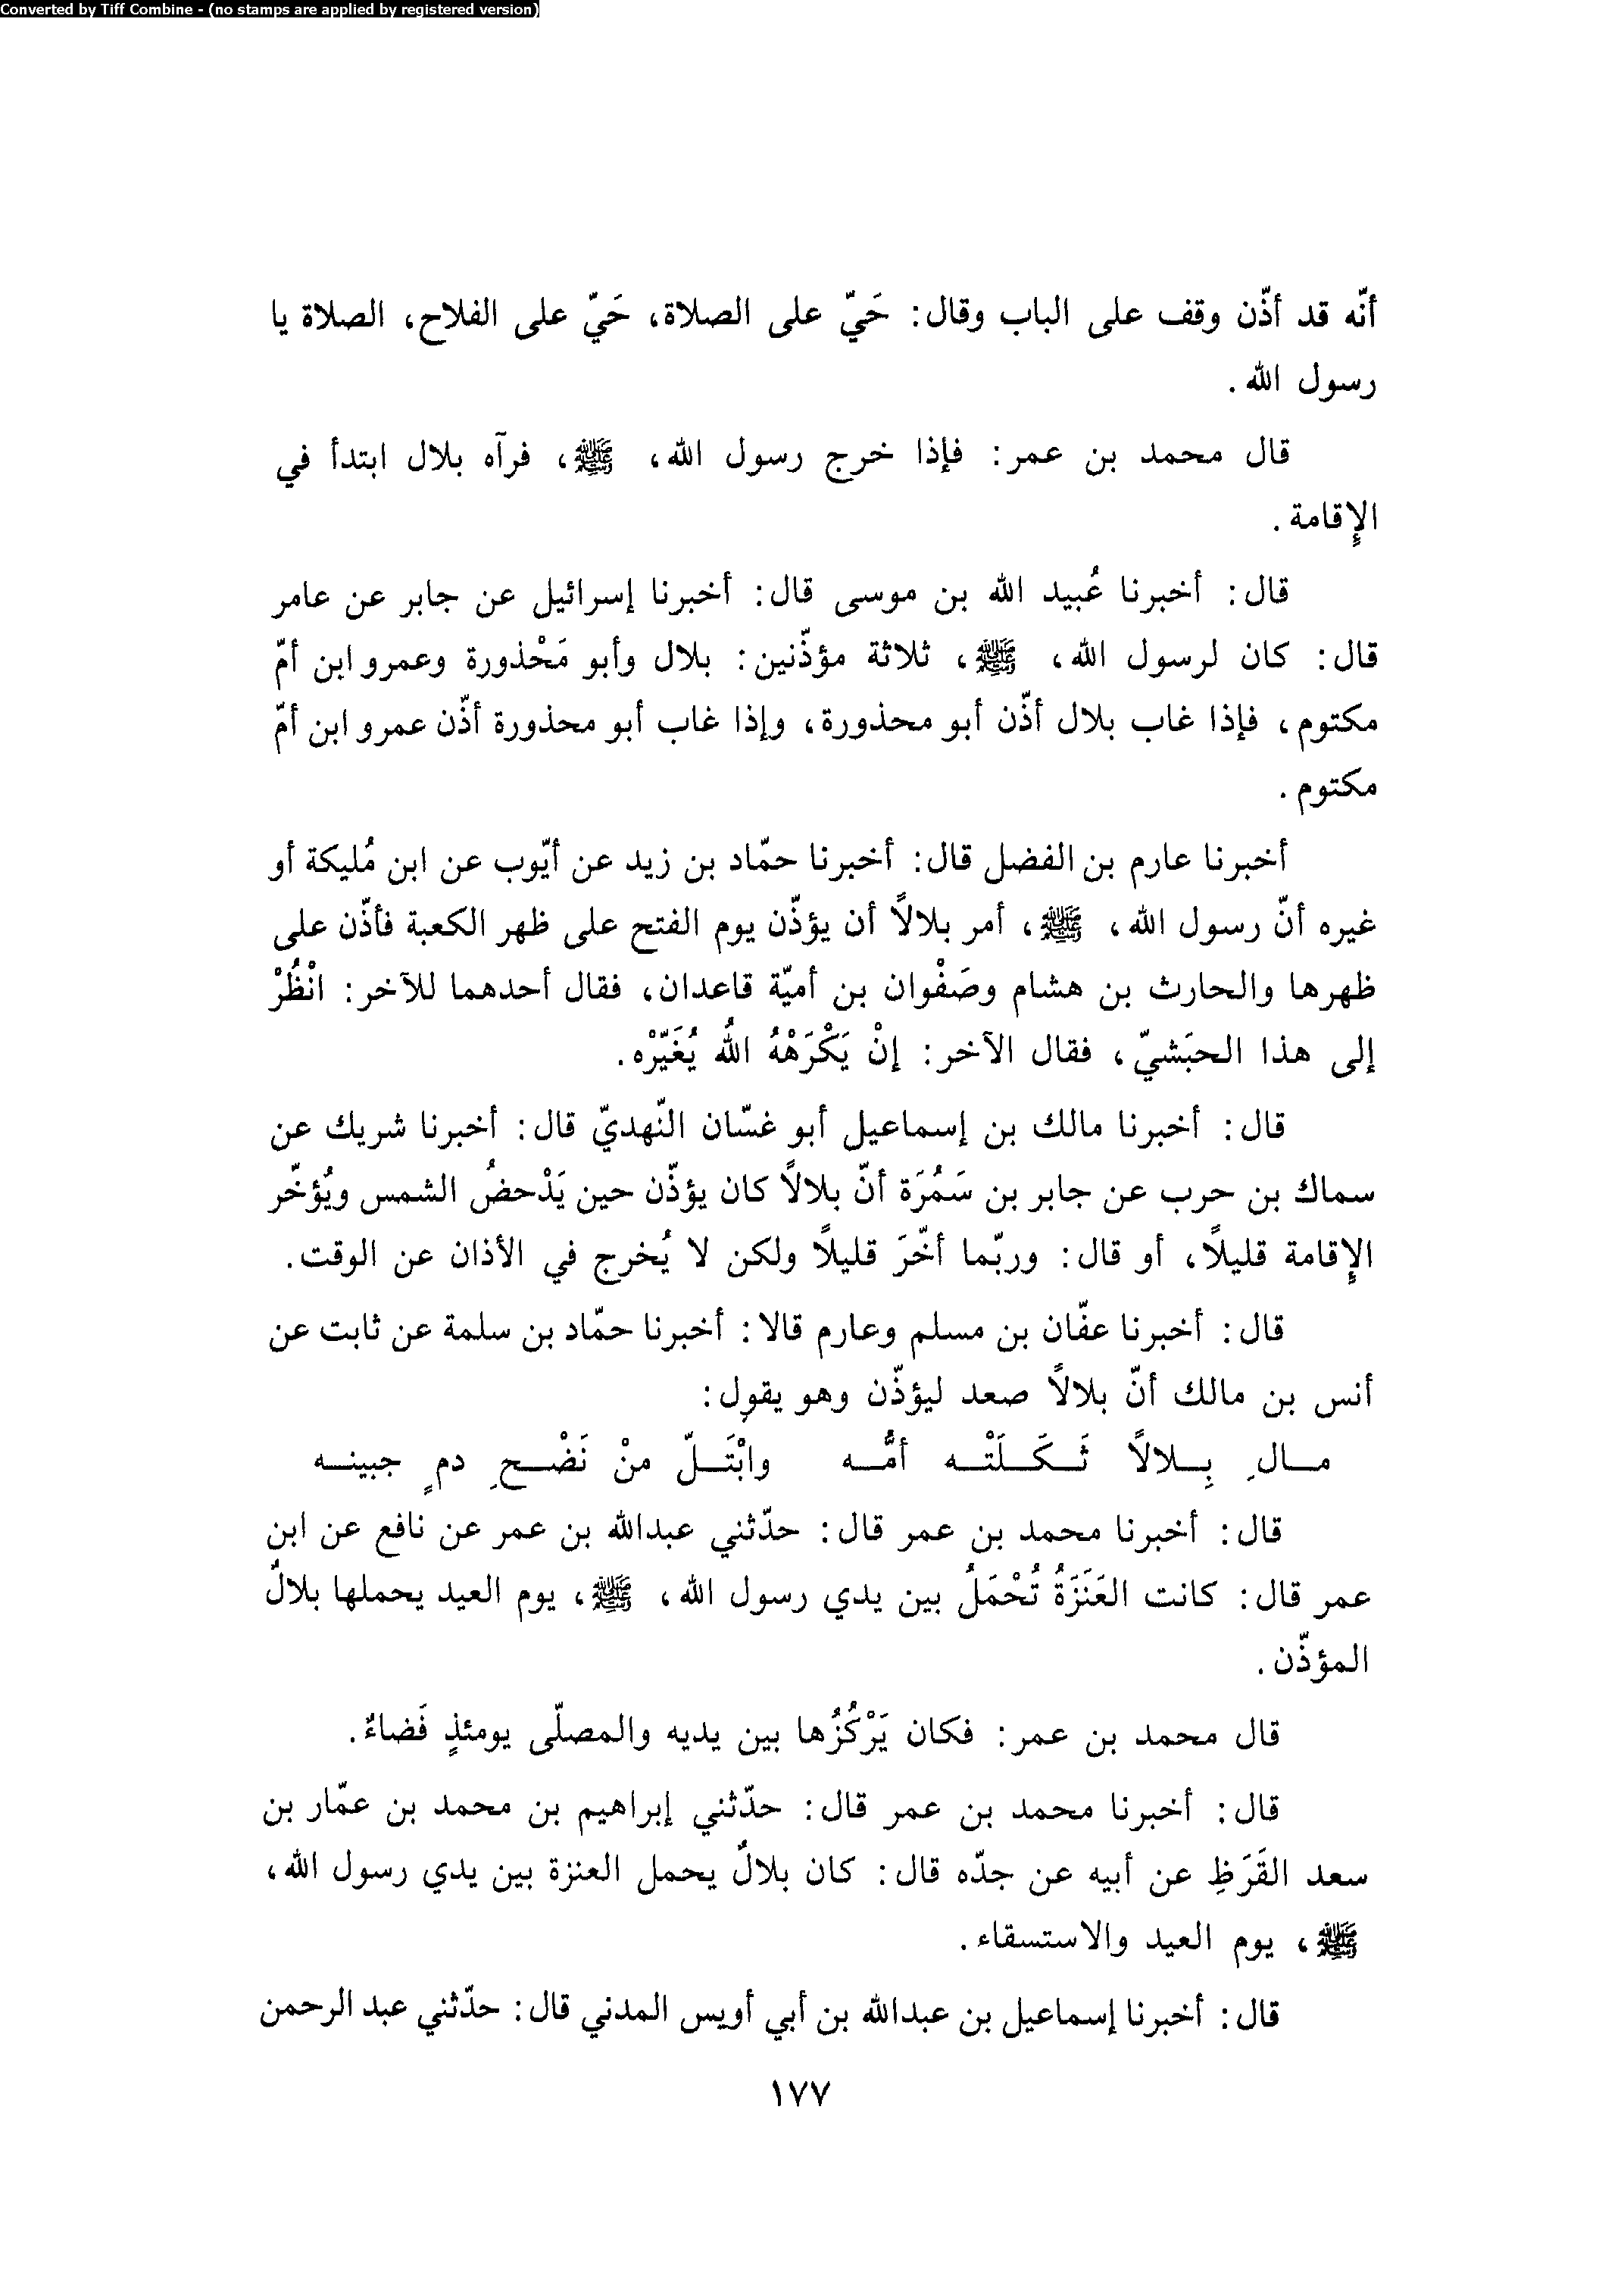 Converted by Tiff Combine - (no stamps are applied by registered version)
أنّه قد أذّن وقف على الباب وقال: حَيّ على الصلاة، حَيّ على الفلاح، الصلاة يا
رسول الله.
قال محمد بن عمر: فإذا خرج رسول الله، ﷺ، فرآه بلال ابتدأ في
الإِقامة.
قال: أخبرنا عُبيد الله بن موسى قال: أخبرنا إسرائيل عن جابر عن عامر
قال: كان لرسول الله، ﷺ، ثلاثة مؤذّنين: بلال وأبو مَحْذورة وعمرو ابن أمّ
مكتوم، فإذا غاب بلال أذّن أبو محذورة، وإذا غاب أبو محذورة أذّن عمرو ابن أمّ
مكتوم.
أخبرنا عارم بن الفضل قال: أخبرنا حمّاد بن زيد عن أيّوب عن ابن مُليكة أو
غيره أنّ رسول الله، ﷺ، أمر بلالاً أن يؤذّن يوم الفتح على ظهر الكعبة فأذّن على
ظهرها والحارث بن هشام وصَفْوان بن أميّة قاعدان، فقال أحدهما للآخر: انْظُرْ
إلى هذا الحبَشيّ، فقال الآخر: إنْ يَكْرَهْهُ اللهُ يُغَيّرْه.
قال: أخبرنا مالك بن إسماعيل أبو غسّان النّهديّ قال: أخبرنا شريك عن
سماك بن حرب عن جابر بن سَمُرَة أنّ بلالاً كان يؤذّن حين يَدْحضُ الشمس ويُؤخّر
الإِقامة قليلاً، أو قال: وربّما أخّرَ قليلاً ولكن لا يُخرج في الأذان عن الوقت.
قال: أخبرنا عفّان بن مسلم وعارم قالا: أخبرنا حمّاد بن سلمة عن ثابت عن
أنس بن مالك أنّ بلالاً صعد ليؤذّن وهو يقول:
مـالِ بِـلالاً ثَـكَـلَتْـه أمُّـه وابْتَـلّ منْ نَضْـحِ دمٍ جبينـه
قال: أخبرنا محمد بن عمر قال: حدّثني عبدالله بن عمر عن نافع عن ابن
عمر قال: كانت العَنَزَةُ تُحْمَلُ بين يدي رسول الله، ﷺ، يوم العيد يحملها بلالٌ
المؤذّن.
قال محمد بن عمر: فكان يَرْكُزُها بين يديه والمصلّى يومئذٍ فَضاءٌ.
قال: أخبرنا محمد بن عمر قال: حدّثني إبراهيم بن محمد بن عمّار بن
سعد القَرَظِ عن أبيه عن جدّه قال: كان بلالٌ يحمل العنزة بين يدي رسول الله،
ﷺ، يوم العيد والاستسقاء.
قال: أخبرنا إسماعيل بن عبدالله بن أبي أويس المدني قال: حدّثني عبد الرحمن
١٧٧